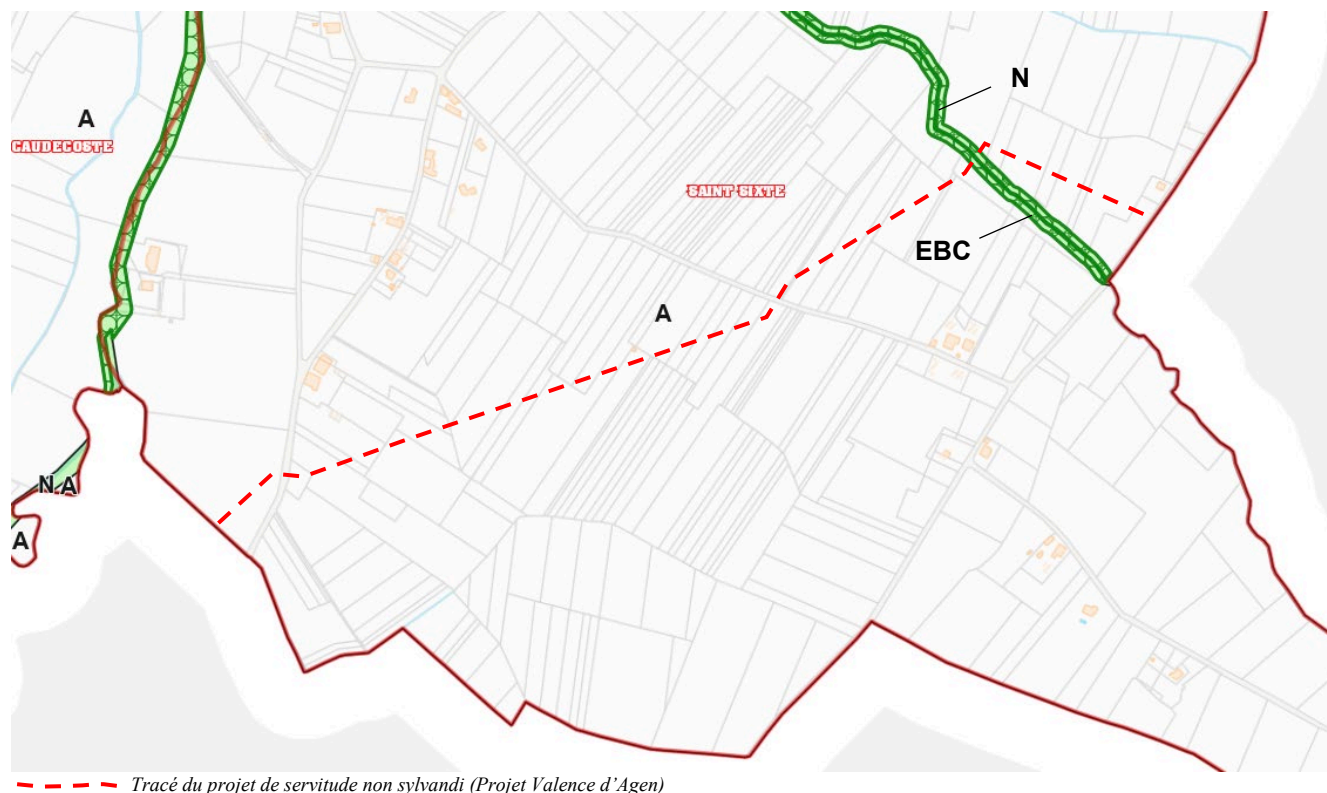 N
A
CAUDECOSTE
SAINT SIXTE
EBC
A
N A
A
Tracé du projet de servitude non sylvandi (Projet Valence d’Agen)